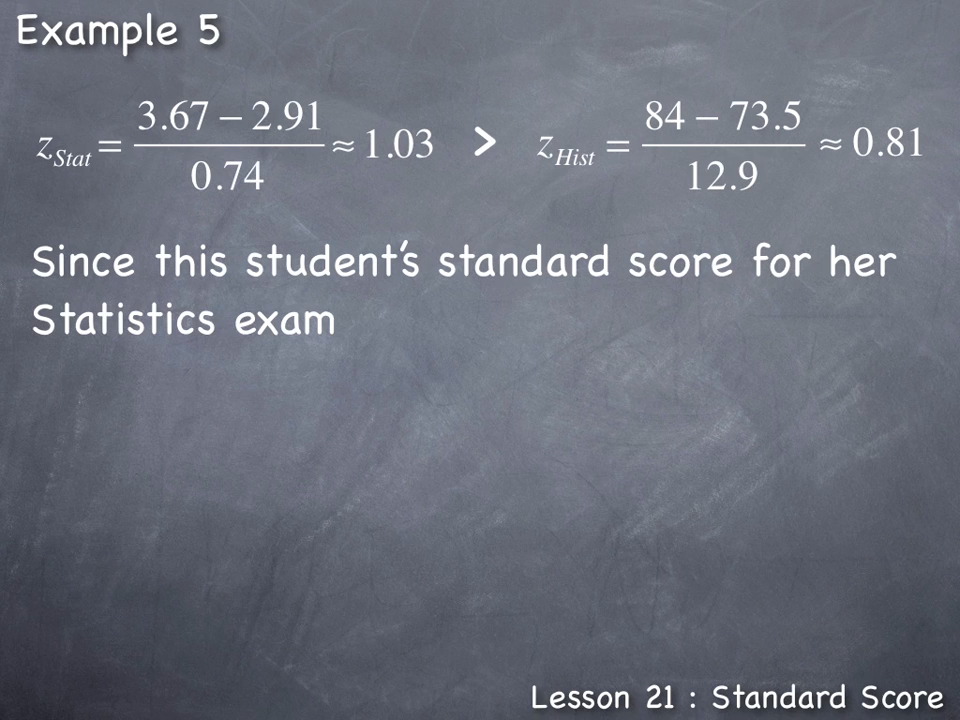 Example 5
z_Stat = (3.67 − 2.91)/0.74 ≈ 1.03 > z_Hist = (84 − 73.5)/12.9 ≈ 0.81
Since this student's standard score for her
Statistics exam
Lesson 21 : Standard Score